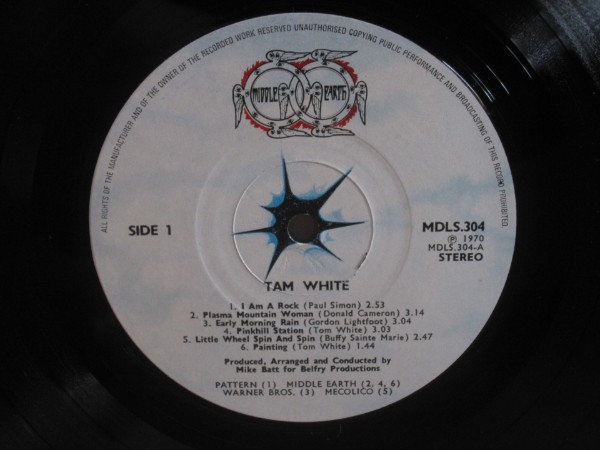 ALL RIGHTS OF THE MANUFACTURER AND OF THE OWNER OF THE RECORDED WORK RESERVED UNAUTHORISED COPYING PUBLIC PERFORMANCE AND BROADCASTING OF THIS RECORD PROHIBITED.
MIDDLE EARTH
SIDE 1
MDLS.304
Ⓟ 1970
MDLS.304-A
STEREO
TAM WHITE
1. I Am A Rock (Paul Simon) 2.53
2. Plasma Mountain Woman (Donald Cameron) 3.14
3. Early Morning Rain (Gordon Lightfoot) 3.04
4. Pinkhill Station (Tom White) 3.03
5. Little Wheel Spin And Spin (Buffy Sainte Marie) 2.47
6. Painting (Tom White) 1.44
Produced, Arranged and Conducted by
Mike Batt for Belfry Productions
PATTERN (1) MIDDLE EARTH (2, 4, 6)
WARNER BROS. (3) MECOLICO (5)